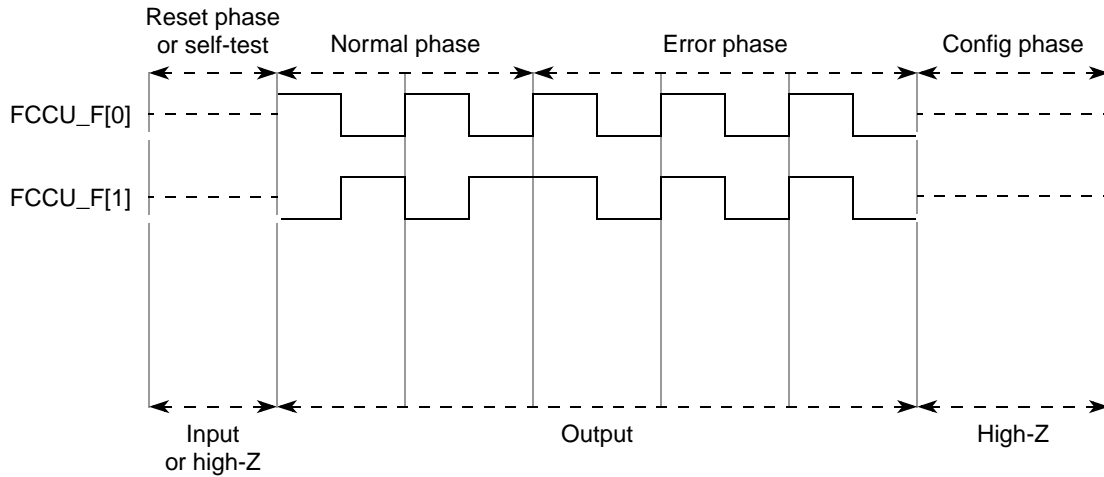 Reset phase
or self-test
Normal phase
Error phase
Config phase
FCCU_F[0]
FCCU_F[1]
Input
or high-Z
Output
High-Z